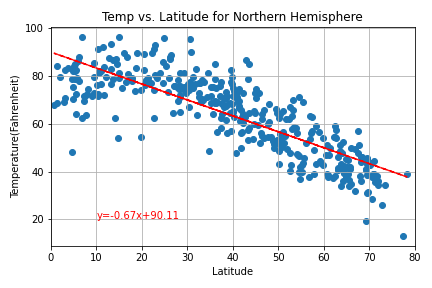 Temp vs. Latitude for Northern Hemisphere
100
80
60
40
20
Temperature(Fahrenheit)
y=-0.67x+90.11
0 10 20 30 40 50 60 70 80
Latitude